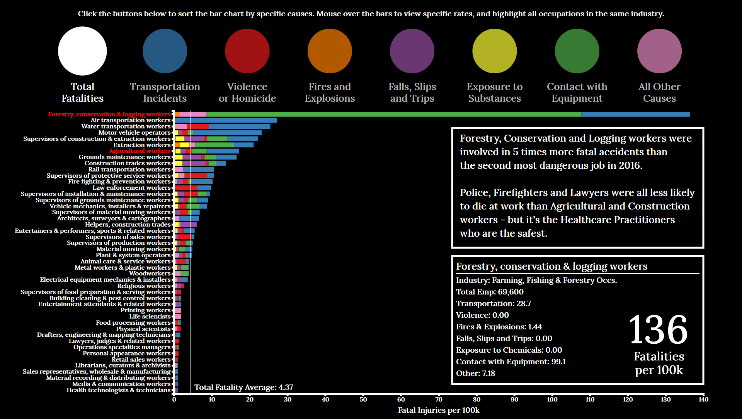 Click the buttons below to sort the bar chart by specific causes. Mouse over the bars to view specific rates, and highlight all occupations in the same industry.
Total
Fatalities
Transportation
Incidents
Violence
or Homicide
Fires and
Explosions
Falls, Slips
and Trips
Exposure to
Substances
Contact with
Equipment
All Other
Causes
Forestry, conservation & logging workers
Air transportation workers
Water transportation workers
Motor vehicle operators
Supervisors of construction & extraction workers
Extraction workers
Agricultural workers
Grounds maintenance workers
Construction trades workers
Rail transportation workers
Supervisors of protective service workers
Fire fighting & prevention workers
Law enforcement workers
Supervisors of installation & maintenance workers
Supervisors of grounds maintenance workers
Vehicle mechanics, installers & repairers
Supervisors of material moving workers
Architects, surveyors & cartographers
Helpers, construction trades
Entertainers & performers, sports & related workers
Supervisors of sales workers
Supervisors of production workers
Material moving workers
Plant & system operators
Animal care & service workers
Metal workers & plastic workers
Woodworkers
Electrical equipment mechanics & installers
Religious workers
Supervisors of food preparation & serving workers
Building cleaning & pest control workers
Entertainment attendants & related workers
Printing workers
Life scientists
Food processing workers
Physical scientists
Drafters, engineering & mapping technicians
Lawyers, judges & related workers
Operations specialties managers
Personal appearance workers
Retail sales workers
Librarians, curators & archivists
Sales representatives, wholesale & manufacturing
Material recording & distributing workers
Media & communication workers
Health technologists & technicians
Forestry, Conservation and Logging workers were
involved in 5 times more fatal accidents than
the second most dangerous job in 2016.
Police, Firefighters and Lawyers were all less likely
to die at work than Agricultural and Construction
workers - but it's the Healthcare Practitioners
who are the safest.
Forestry, conservation & logging workers
Industry: Farming, Fishing & Forestry Occs.
Total Emp: 69,600
Transportation: 28.7
Violence: 0.00
Fires & Explosions: 1.44
Falls, Slips and Trips: 0.00
Exposure to Chemicals: 0.00
Contact with Equipment: 99.1
Other: 7.18
136
Fatalities
per 100k
Total Fatality Average: 4.37
0 10 20 30 40 50 60 70 80 90 100 110 120 130 140
Fatal Injuries per 100k